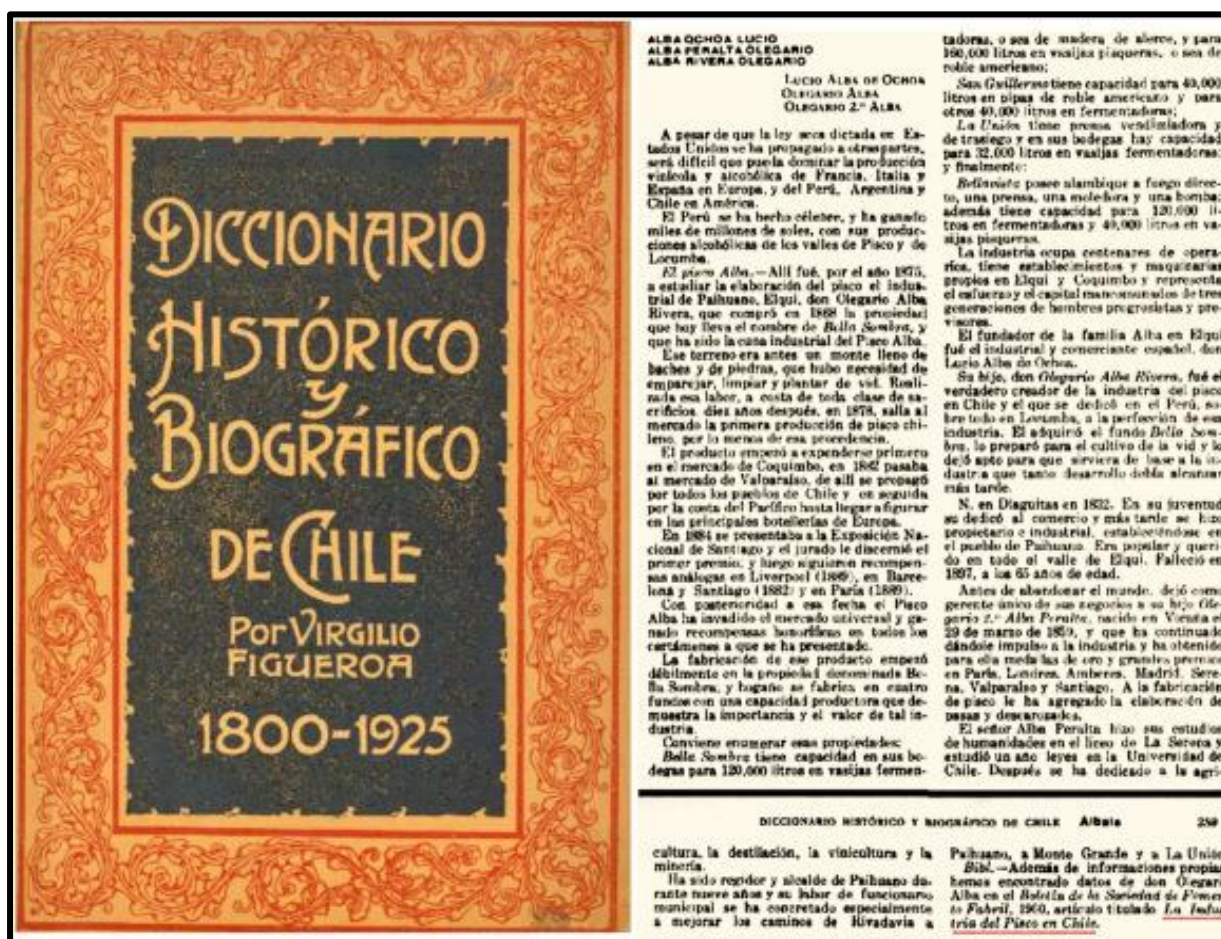 DICCIONARIO
HISTÓRICO
Y
BIOGRÁFICO
DE CHILE
POR VIRGILIO
FIGUEROA
1800-1925
ALBA OCHOA LUCIO
ALBA PERALTA OLEGARIO
ALBA RIVERA OLEGARIO
LUCIO ALBA DE OCHOA
OLEGARIO ALBA
OLEGARIO 2.º ALBA
A pesar de que la ley seca dictada en Es-
tados Unidos se ha propagado a otras partes,
será difícil que pueda dominar la producción
vinícola y alcohólica de Francia, Italia y
España en Europa, y del Perú, Argentina y
Chile en América.
El Perú se ha hecho célebre, y ha ganado
miles de millones de soles, con sus produc-
ciones alcohólicas de los valles de Pisco y de
Locumba.
El pisco Alba.—Allí fué, por el año 1875,
a estudiar la elaboración del pisco el indus-
trial de Paihuano, Elqui, don Olegario Alba
Rivera, que compró en 1868 la propiedad
que hoy lleva el nombre de Bella Sombra, y
que ha sido la cuna industrial del Pisco Alba.
Ese terreno era antes un monte lleno de
baches y de piedras, que hubo necesidad de
emparejar, limpiar y plantar de vid. Reali-
zada esa labor, a costa de toda clase de sa-
crificios, diez años después, en 1878, salía al
mercado la primera producción de pisco chi-
leno, por lo menos de esa procedencia.
El producto empezó a expenderse primero
en el mercado de Coquimbo, en 1882 pasaba
al mercado de Valparaíso, de allí se propagó
por todos los pueblos de Chile y en seguida
por la costa del Pacífico hasta llegar a figurar
en las principales botellerías de Europa.
En 1884 se presentaba a la Exposición Na-
cional de Santiago y el jurado le discernió el
primer premio, y luego siguieron recompen-
sas análogas en Liverpool (1886), en Barce-
lona y Santiago (1882) y en París (1889).
Con posterioridad a esa fecha el Pisco
Alba ha invadido el mercado universal y ga-
nado recompensas honoríficas en todos los
certámenes a que se ha presentado.
La fabricación de ese producto empezó
débilmente en la propiedad denominada Be-
lla Sombra, y hogaño se fabrica en cuatro
fundos con una capacidad productora que de-
muestra la importancia y el valor de tal in-
dustria.
Conviene enumerar esas propiedades:
Bella Sombra tiene capacidad en sus bo-
degas para 120,000 litros en vasijas fermen-
tadoras, o sea de madera de alerce, y para
160,000 litros en vasijas pisqueras, o sea de
roble americano;
San Guillermo tiene capacidad para 40,000
litros en pipas de roble americano y para
otros 40,000 litros en fermentadoras;
La Unión tiene prensa vendimiadora y
de trasiego y en sus bodegas hay capacidad
para 32,000 litros en vasijas fermentadoras;
y finalmente:
Bellavista posee alambique a fuego direc-
to, una prensa, una moledora y una bomba;
además tiene capacidad para 120,000 li-
tros en fermentadoras y 40,000 litros en va-
sijas pisqueras.
La industria ocupa centenares de opera-
rios, tiene establecimientos y maquinarias
propios en Elqui y Coquimbo y representa
el esfuerzo y el capital mancomunados de tres
generaciones de hombres progresistas y pre-
visores.
El fundador de la familia Alba en Elqui
fué el industrial y comerciante español, don
Lucio Alba de Ochoa.
Su hijo, don Olegario Alba Rivera, fué el
verdadero creador de la industria del pisco
en Chile y el que se dedicó en el Perú, so-
bre todo en Locumba, a la perfección de esa
industria. El adquirió el fundo Bella Som-
bra, lo preparó para el cultivo de la vid y lo
dejó apto para que sirviera de base a la in-
dustria que tanto desarrollo debía alcanzar
más tarde.
N. en Diaguitas en 1832. En su juventud
se dedicó al comercio y más tarde se hizo
propietario e industrial, estableciéndose en
el pueblo de Paihuano. Era popular y queri-
do en todo el valle de Elqui. Falleció en
1897, a los 65 años de edad.
Antes de abandonar el mundo, dejó como
gerente único de sus negocios a su hijo Ole-
gario 2.º Alba Peralta, nacido en Vicuña el
29 de marzo de 1859, y que ha continuado
dándole impulso a la industria y ha obtenido
para ella medallas de oro y grandes premios
en París, Londres, Amberes, Madrid, Sere-
na, Valparaíso y Santiago. A la fabricación
de pisco le ha agregado la elaboración de
pasas y descarozados.
El señor Alba Peralta hizo sus estudios
de humanidades en el liceo de La Serena y
estudió un año leyes en la Universidad de
Chile. Después se ha dedicado a la agri-
DICCIONARIO HISTÓRICO Y BIOGRÁFICO DE CHILE Albala 259
cultura, la destilación, la vinicultura y la
minería.
Ha sido regidor y alcalde de Paihuano du-
rante nueve años y su labor de funcionario
municipal se ha concretado especialmente
a mejorar los caminos de Rivadavia a
Paihuano, a Monte Grande y a La Unión
Bibl.—Además de informaciones propias
hemos encontrado datos de don Olegario
Alba en el Boletín de la Sociedad de Fomen-
to Fabril, 1900, artículo titulado La Indus-
tria del Pisco en Chile.